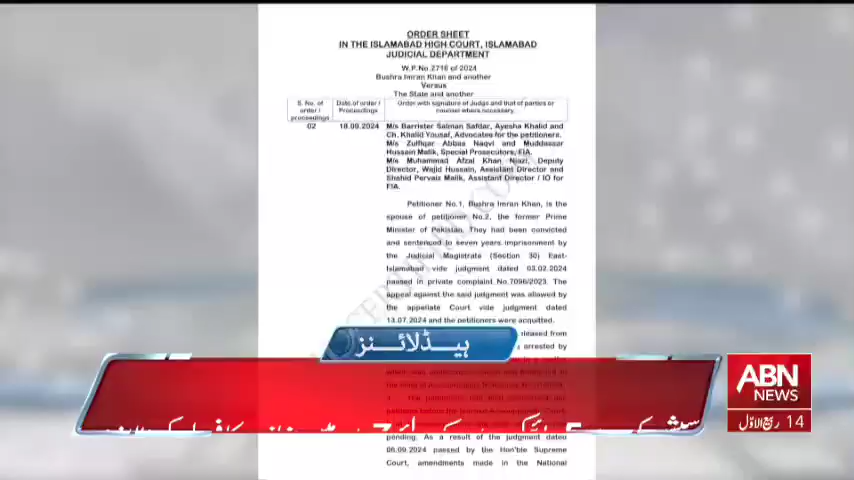 ORDER SHEET
IN THE ISLAMABAD HIGH COURT, ISLAMABAD
JUDICIAL DEPARTMENT
W.P.No.2716 of 2024
Bushra Imran Khan and another
Versus
The State and another
S. No. of order / proceedings
Date of order / Proceedings
Order with signature of Judge and that of parties or counsel where necessary.
02
18.09.2024
M/s Barrister Salman Safdar, Ayesha Khalid and
Ch. Khalid Yousaf, Advocates for the petitioners.
M/s Zulfiqar Abbas Naqvi and Muddassar
Hussain Malik, Special Prosecutors, FIA.
M/s Muhammad Afzal Khan Niazi, Deputy
Director, Wajid Hussain, Assistant Director and
Shahid Pervaiz Malik, Assistant Director / IO for
FIA.
Petitioner No.1, Bushra Imran Khan, is the
spouse of petitioner No.2, the former Prime
Minister of Pakistan. They had been convicted
and sentenced to seven years imprisonment by
the Judicial Magistrate (Section 30) East-
Islamabad vide judgment dated 03.02.2024
passed in private complaint No.7096/2023. The
appeal against the said judgment was allowed by
the appellate Court vide judgment dated
13.07.2024 and the petitioners were acquitted.
released from
arrested by
ہیڈلائنز
pending. As a result of the judgment dated
06.09.2024 passed by the Hon'ble Supreme
Court, amendments made in the National
ABN
NEWS
14 ربیع الاوّل